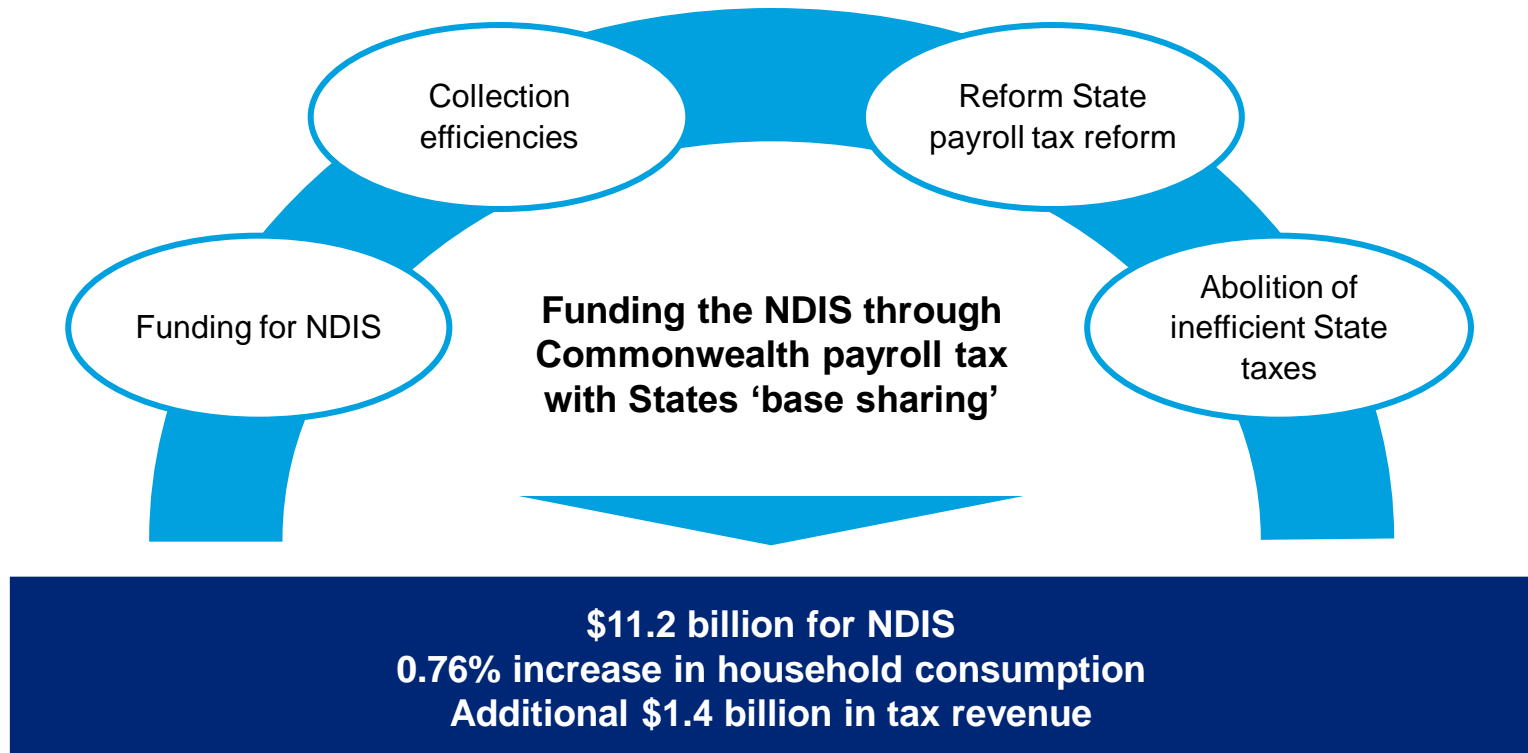 Collection
efficiencies
Reform State
payroll tax reform
Funding for NDIS
Funding the NDIS through
Commonwealth payroll tax
with States ‘base sharing’
Abolition of
inefficient State
taxes
$11.2 billion for NDIS
0.76% increase in household consumption
Additional $1.4 billion in tax revenue